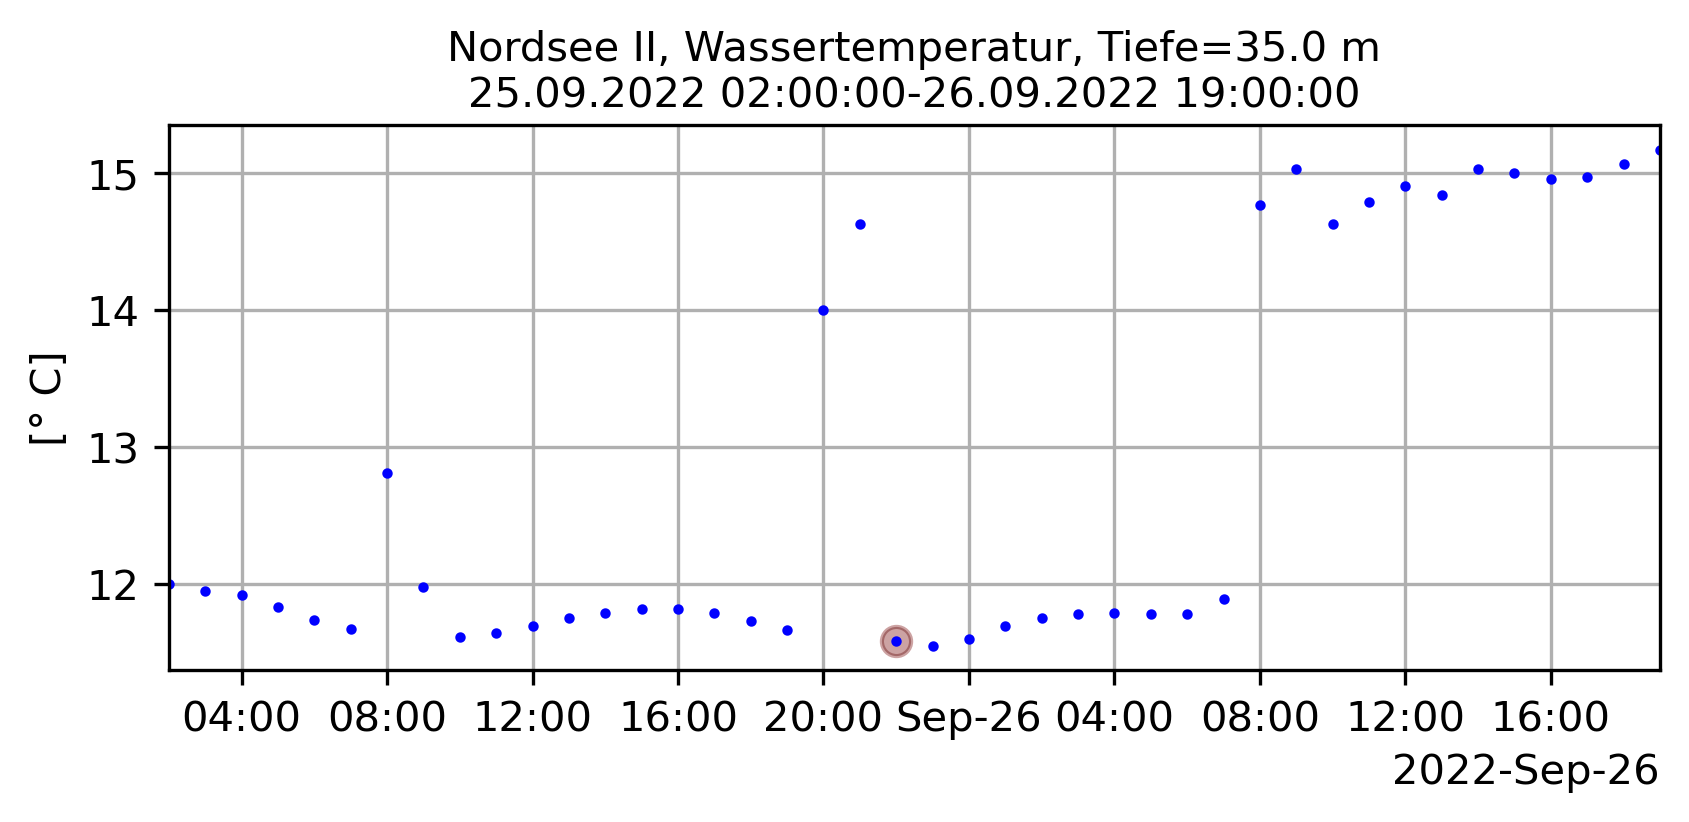 Nordsee II, Wassertemperatur, Tiefe=35.0 m
25.09.2022 02:00:00-26.09.2022 19:00:00
[° C]
15
14
13
12
04:00 08:00 12:00 16:00 20:00 Sep-26 04:00 08:00 12:00 16:00
2022-Sep-26